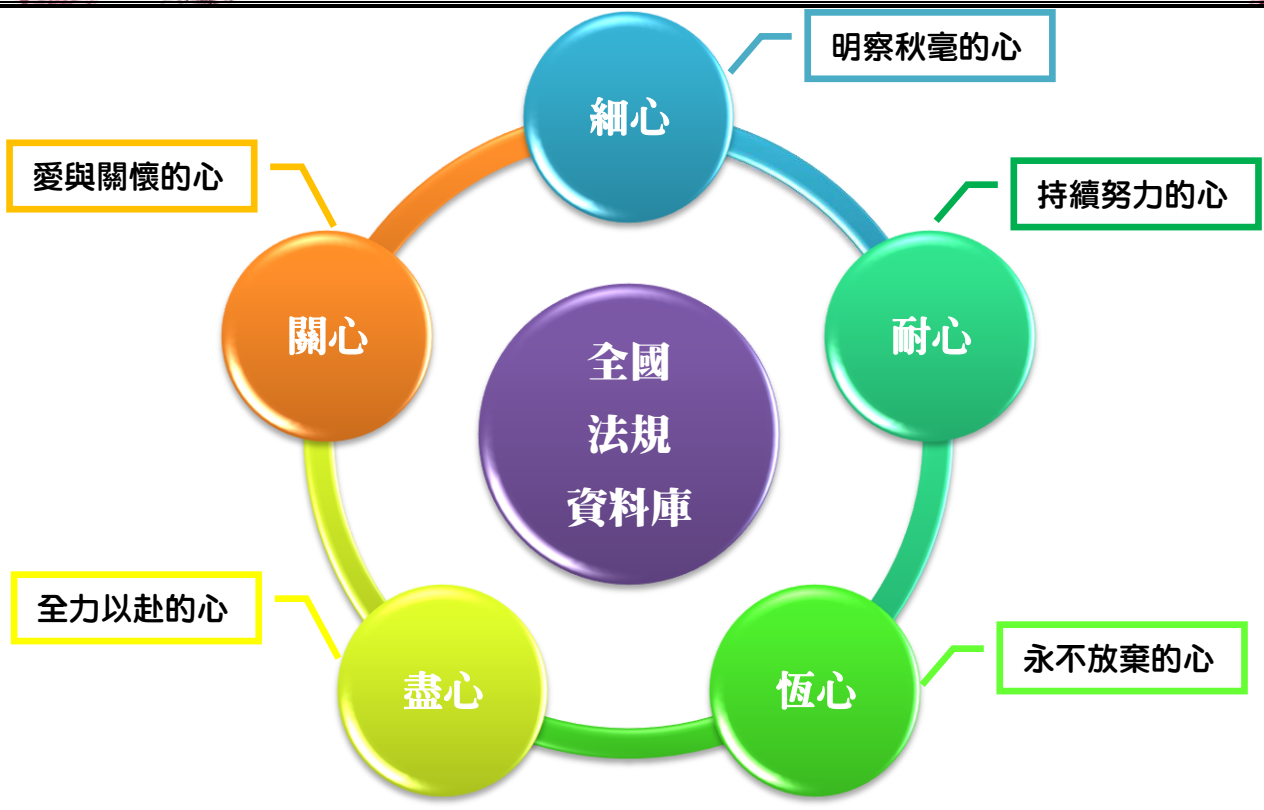 明察秋毫的心
細心
愛與關懷的心
持續努力的心
關心
耐心
全國
法規
資料庫
全力以赴的心
永不放棄的心
盡心
恆心